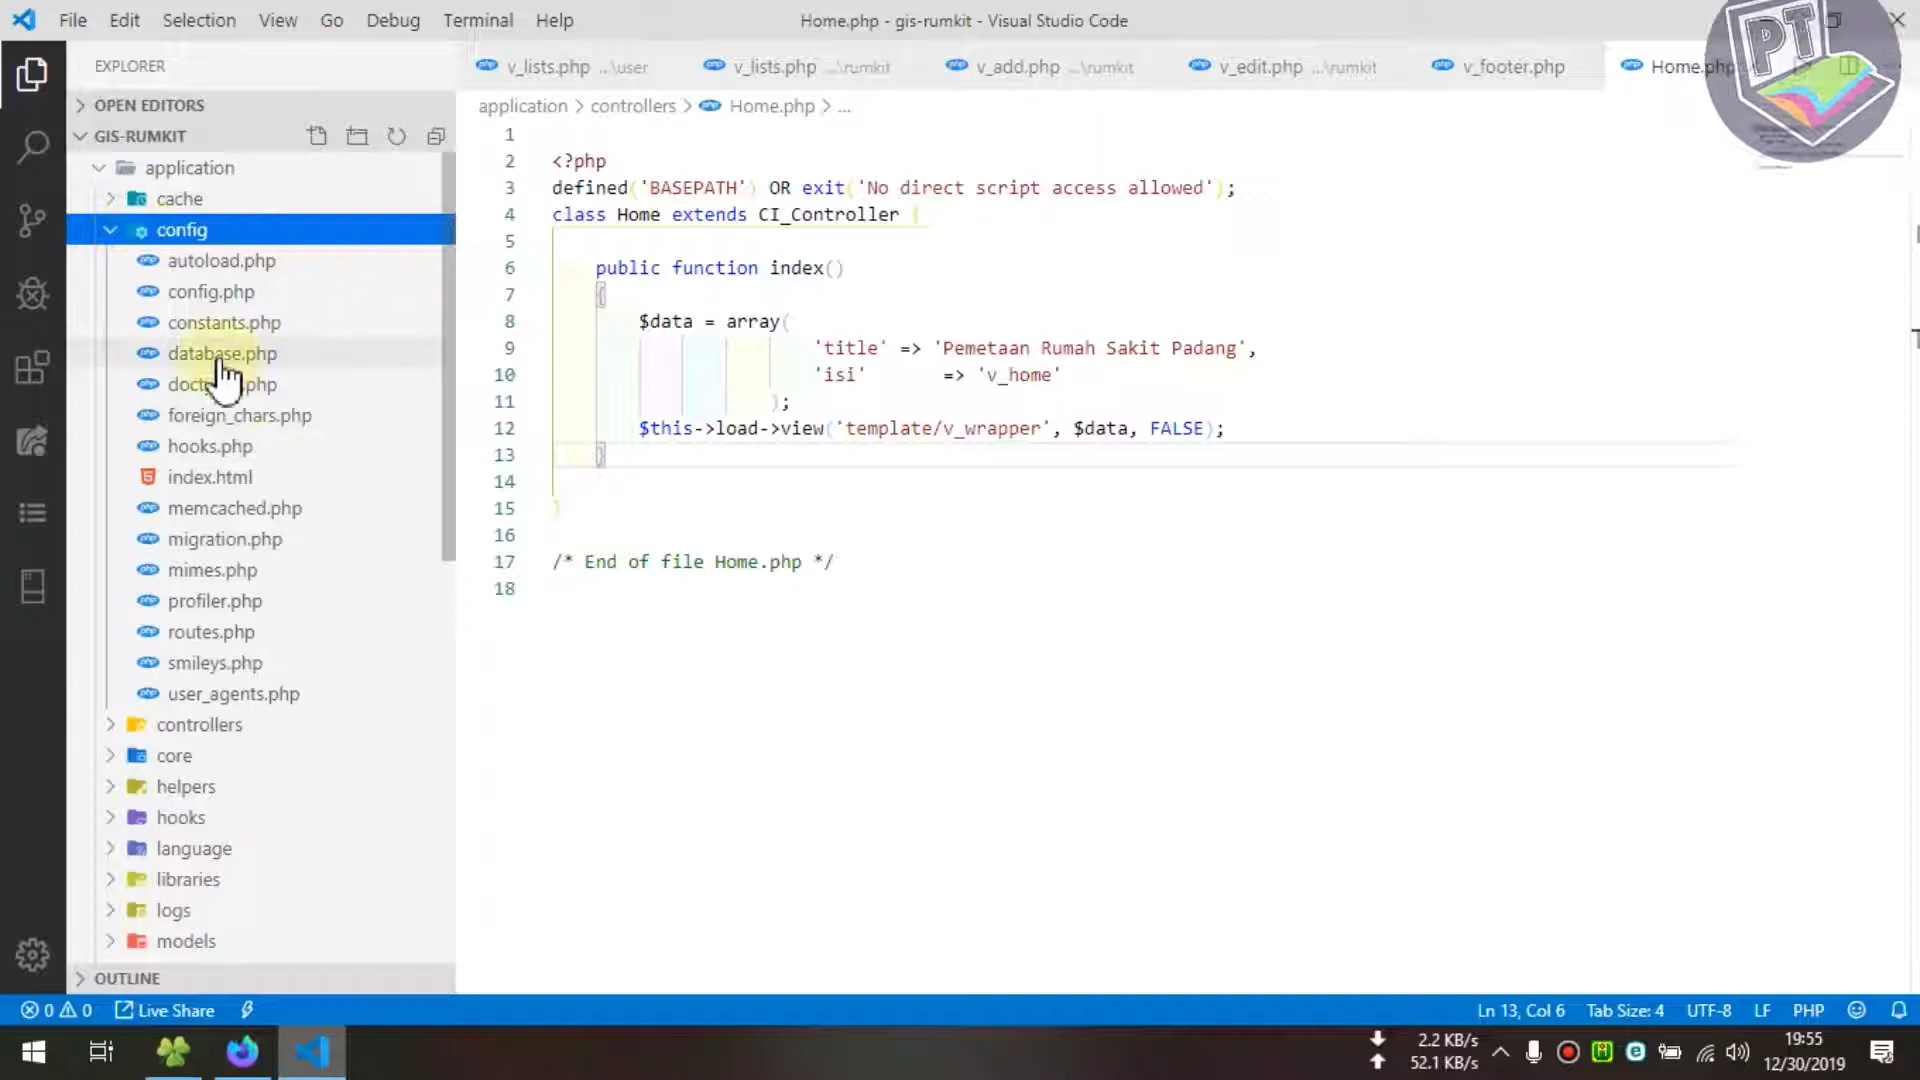 File Edit Selection View Go Debug Terminal Help
Home.php - gis-rumkit - Visual Studio Code
PT
EXPLORER
OPEN EDITORS
GIS-RUMKIT
application
cache
config
autoload.php
config.php
constants.php
database.php
doct php
foreign_chars.php
hooks.php
index.html
memcached.php
migration.php
mimes.php
profiler.php
routes.php
smileys.php
user_agents.php
controllers
core
helpers
hooks
language
libraries
logs
models
OUTLINE
v_lists.php ...\user
v_lists.php ...\rumkit
v_add.php ...\rumkit
v_edit.php ...\rumkit
v_footer.php
Home.php
application > controllers > Home.php > ...
1
2 <?php
3 defined('BASEPATH') OR exit('No direct script access allowed');
4 class Home extends CI_Controller {
5
6 public function index()
7 {
8 $data = array(
9 'title' => 'Pemetaan Rumah Sakit Padang',
10 'isi' => 'v_home'
11 );
12 $this->load->view('template/v_wrapper', $data, FALSE);
13 }
14
15 }
16
17 /* End of file Home.php */
18
0 0 Live Share
Ln 13, Col 6 Tab Size: 4 UTF-8 LF PHP
2.2 KB/s
52.1 KB/s
19:55
12/30/2019